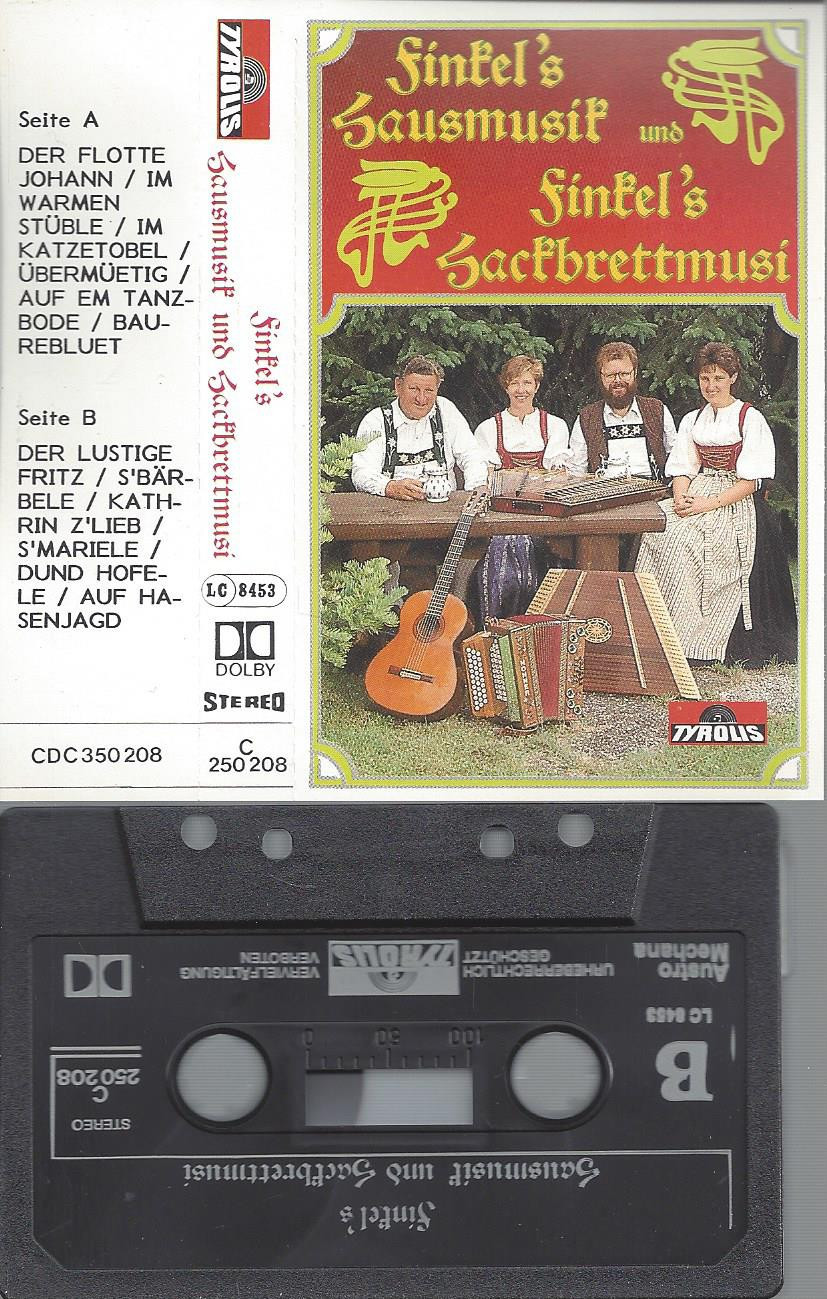 Seite A
DER FLOTTE
JOHANN / IM
WARMEN
STÜBLE / IM
KATZETOBEL /
ÜBERMÜETIG /
AUF EM TANZ-
BODE / BAU-
REBLUET
Seite B
DER LUSTIGE
FRITZ / S'BÄR-
BELE / KATH-
RIN Z'LIEB /
S'MARIELE /
DUND HOFE-
LE / AUF HA-
SENJAGD
CDC 350 208
TYROLIS
Finkel's
Hausmusik und Hackbrettmusi
LC 8453
DOLBY
STEREO
C
250 208
Finkel's
Hausmusik und
Finkel's
Hackbrettmusi
TYROLIS
Finkel's
Hausmusik und Hackbrettmusi
STEREO
C
250 208
B
100 50 0
LC 8453
Austro
Mechana
URHEBERRECHTLICH
GESCHÜTZT
TYROLIS
VERVIELFÄLTIGUNG
VERBOTEN